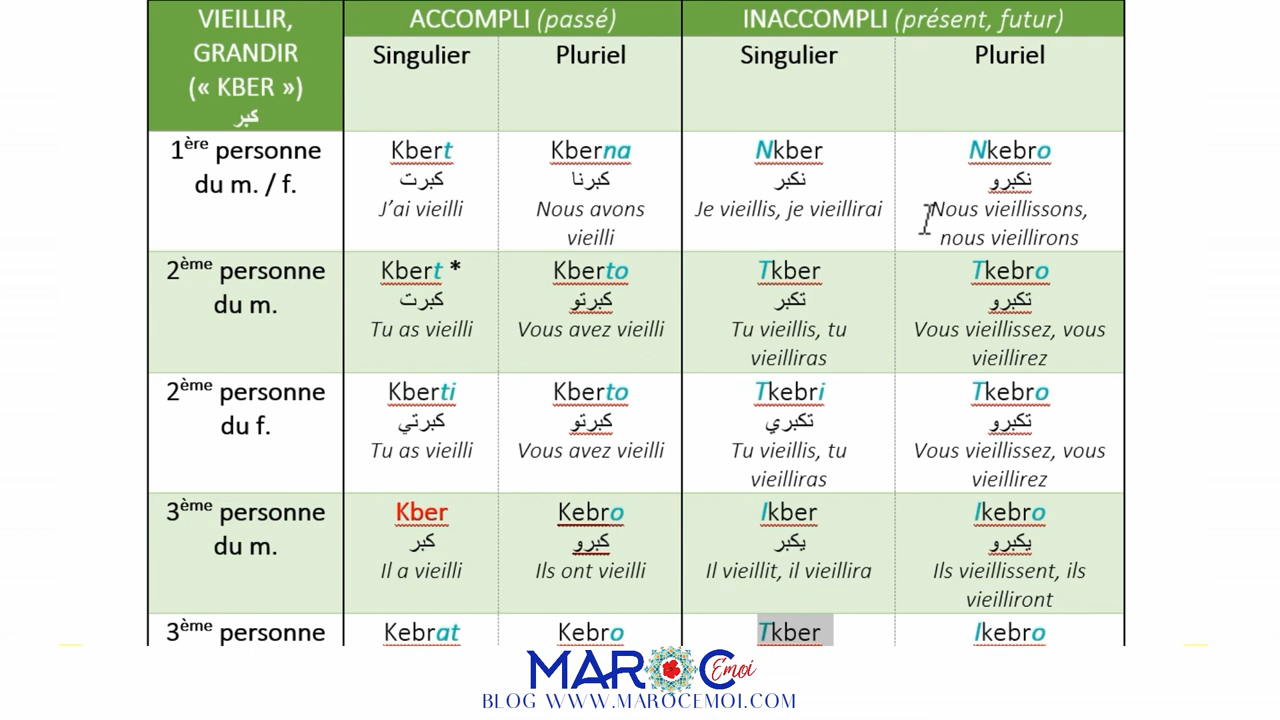 VIEILLIR,
GRANDIR
(« KBER »)
كبر
ACCOMPLI (passé)
INACCOMPLI (présent, futur)
Singulier
Pluriel
Singulier
Pluriel
1ère personne
du m. / f.
Kbert
كبرت
J’ai vieilli
Kberna
كبرنا
Nous avons
vieilli
Nkber
نكبر
Je vieillis, je vieillirai
Nkebro
نكبرو
Nous vieillissons,
nous vieillirons
2ème personne
du m.
Kbert *
كبرت
Tu as vieilli
Kberto
كبرتو
Vous avez vieilli
Tkber
تكبر
Tu vieillis, tu
vieilliras
Tkebro
تكبرو
Vous vieillissez, vous
vieillirez
2ème personne
du f.
Kberti
كبرتي
Tu as vieilli
Kberto
كبرتو
Vous avez vieilli
Tkebri
تكبري
Tu vieillis, tu
vieilliras
Tkebro
تكبرو
Vous vieillissez, vous
vieillirez
3ème personne
du m.
Kber
كبر
Il a vieilli
Kebro
كبرو
Ils ont vieilli
Ikber
يكبر
Il vieillit, il vieillira
Ikebro
يكبرو
Ils vieillissent, ils
vieilliront
3ème personne
Kebrat
Kebro
Tkber
Ikebro
MAROC Emoi
BLOG WWW.MAROCEMOI.COM